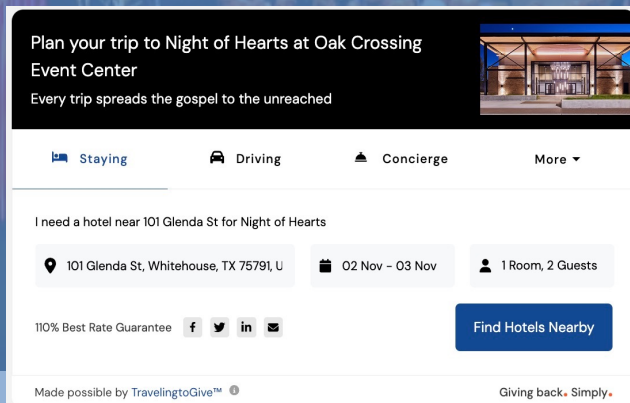 Plan your trip to Night of Hearts at Oak Crossing
Event Center
Every trip spreads the gospel to the unreached
Staying
Driving
Concierge
More
I need a hotel near 101 Glenda St for Night of Hearts
101 Glenda St, Whitehouse, TX 75791, U
02 Nov - 03 Nov
1 Room, 2 Guests
110% Best Rate Guarantee
Find Hotels Nearby
Made possible by TravelingtoGive™
Giving back. Simply.